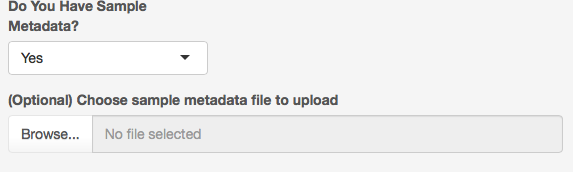 Do You Have Sample
Metadata?
Yes
(Optional) Choose sample metadata file to upload
Browse... No file selected